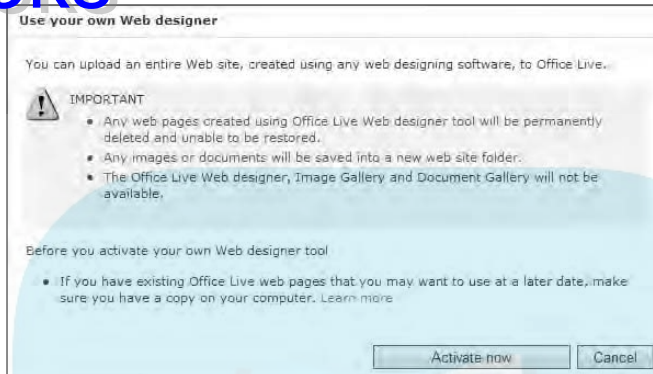 Use your own Web designer
You can upload an entire Web site, created using any web designing software, to Office Live.
IMPORTANT
• Any web pages created using Office Live Web designer tool will be permanently
deleted and unable to be restored.
• Any images or documents will be saved into a new web site folder.
• The Office Live Web designer, Image Gallery and Document Gallery will not be
available.
Before you activate your own Web designer tool
• If you have existing Office Live web pages that you may want to use at a later date, make
sure you have a copy on your computer. Learn more
Activate now
Cancel